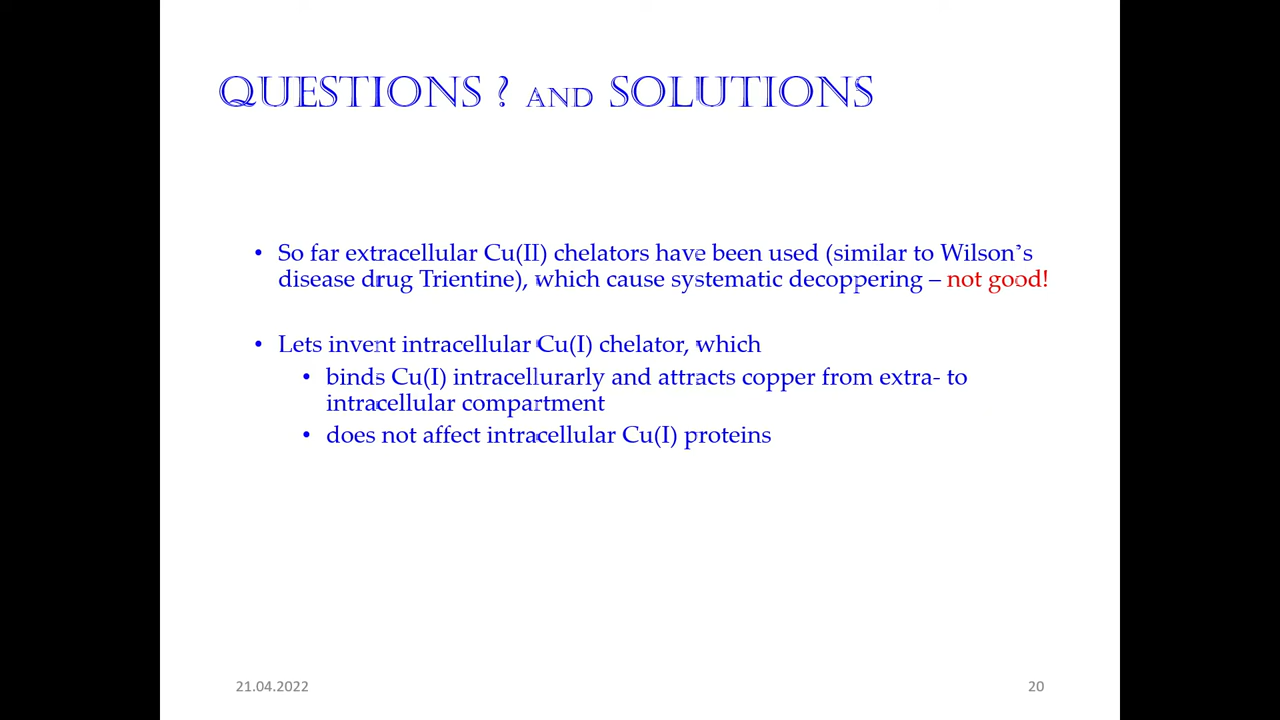 QUESTIONS ? AND SOLUTIONS
• So far extracellular Cu(II) chelators have been used (similar to Wilson's
disease drug Trientine), which cause systematic decoppering – not good!
• Lets invent intracellular Cu(I) chelator, which
• binds Cu(I) intracellurarly and attracts copper from extra- to
intracellular compartment
• does not affect intracellular Cu(I) proteins
21.04.2022
20